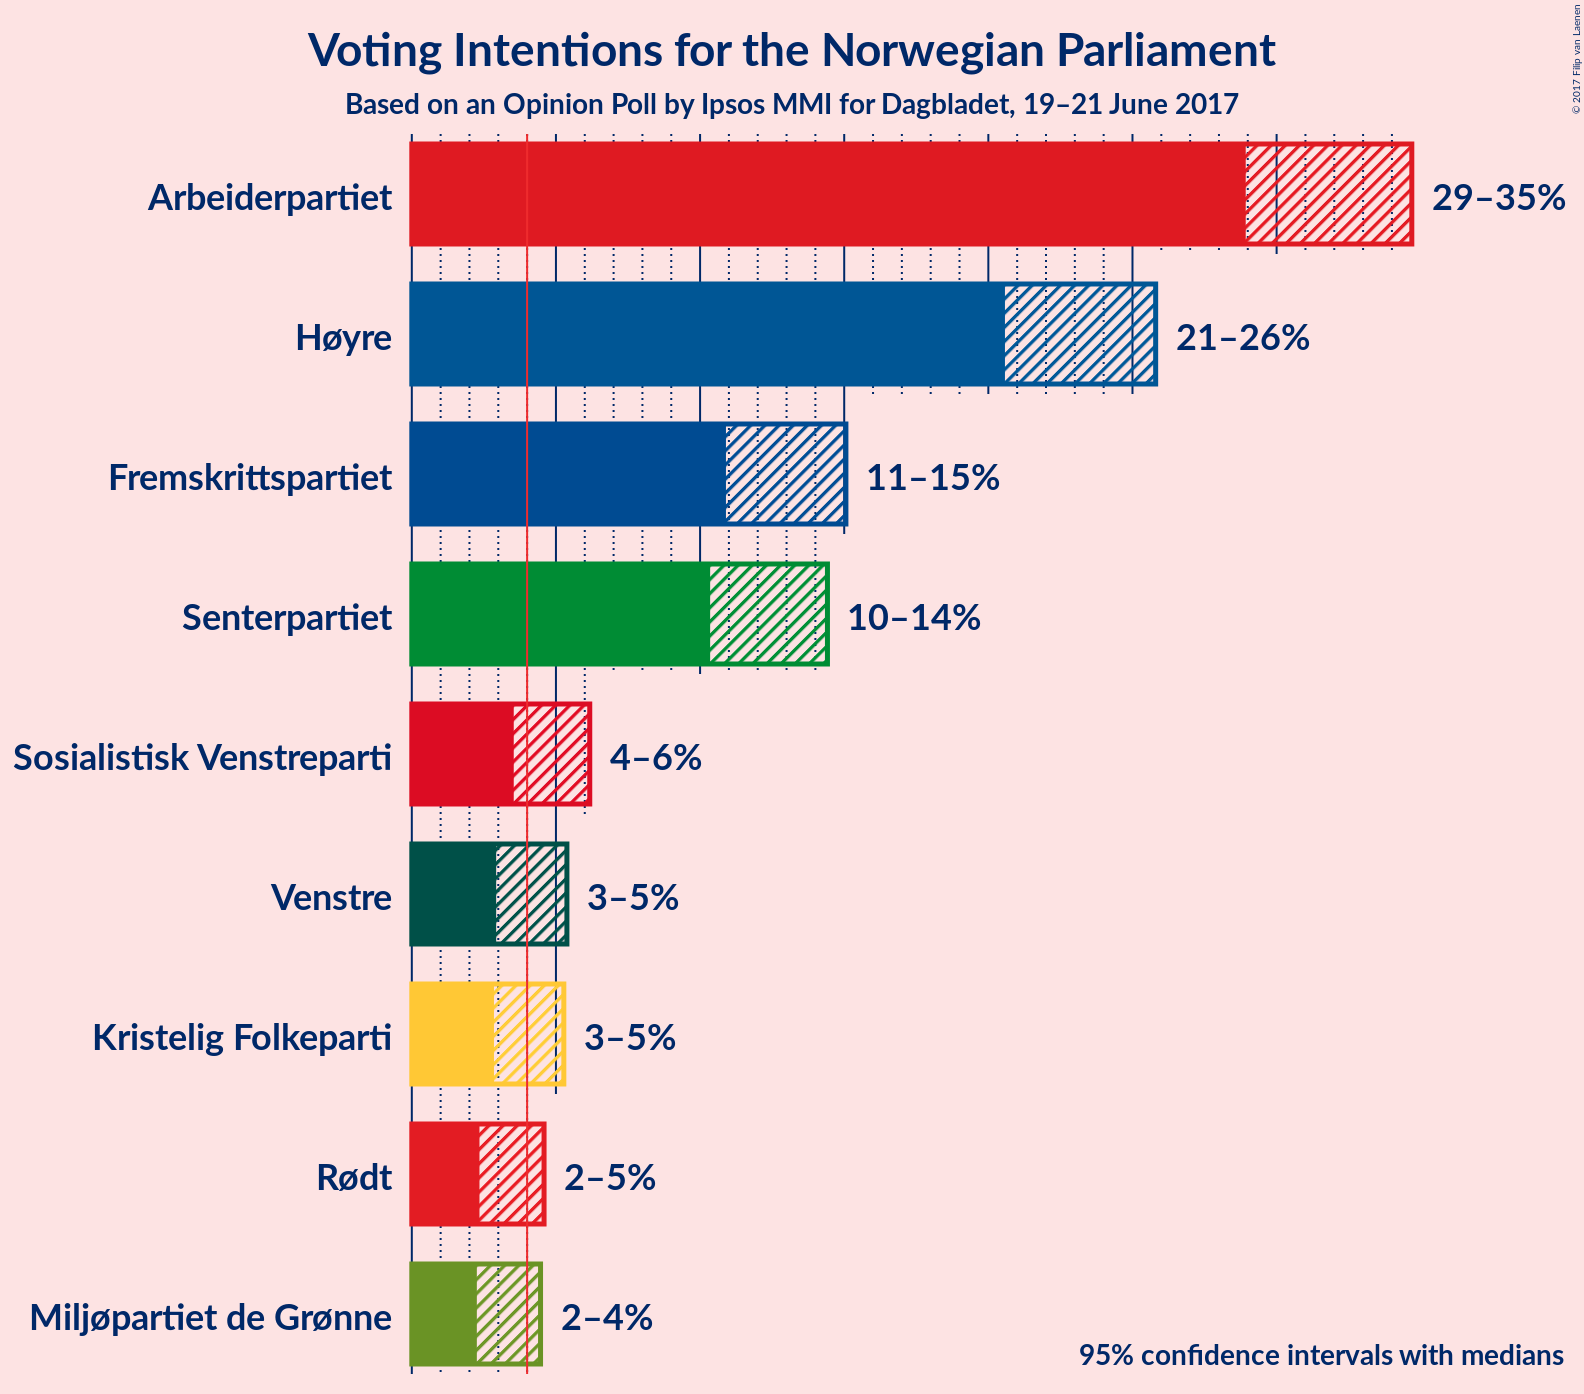 Voting Intentions for the Norwegian Parliament
Based on an Opinion Poll by Ipsos MMI for Dagbladet, 19–21 June 2017
© 2017 Filip van Laenen
Arbeiderpartiet 29–35%
Høyre 21–26%
Fremskrittspartiet 11–15%
Senterpartiet 10–14%
Sosialistisk Venstreparti 4–6%
Venstre 3–5%
Kristelig Folkeparti 3–5%
Rødt 2–5%
Miljøpartiet de Grønne 2–4%
95% confidence intervals with medians